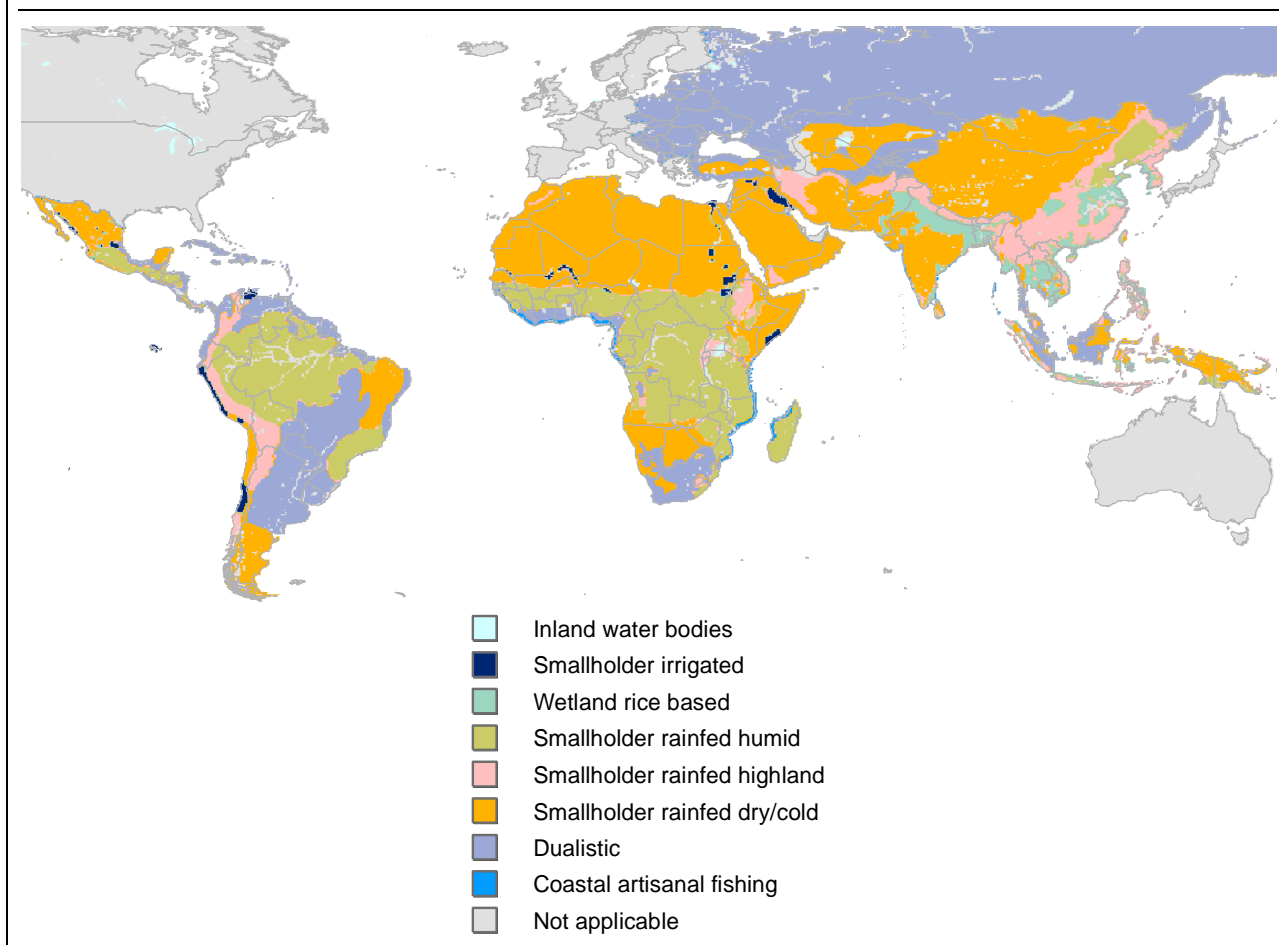 Inland water bodies
Smallholder irrigated
Wetland rice based
Smallholder rainfed humid
Smallholder rainfed highland
Smallholder rainfed dry/cold
Dualistic
Coastal artisanal fishing
Not applicable